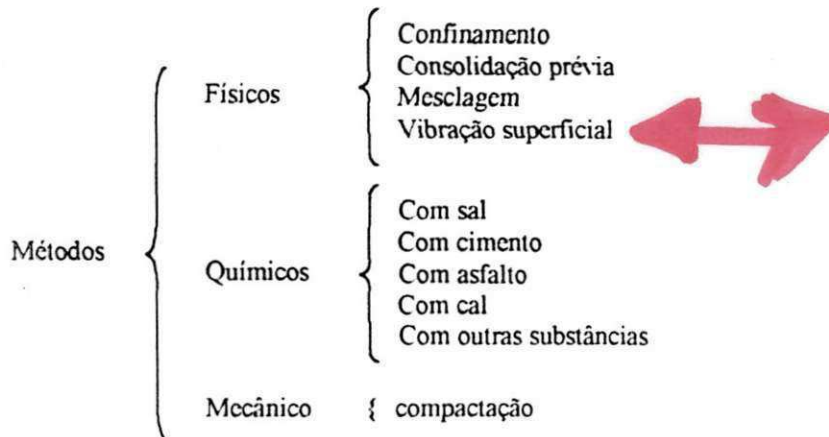 Métodos
Físicos
Confinamento
Consolidação prévia
Mesclagem
Vibração superficial
Químicos
Com sal
Com cimento
Com asfalto
Com cal
Com outras substâncias
Mecânico
compactação